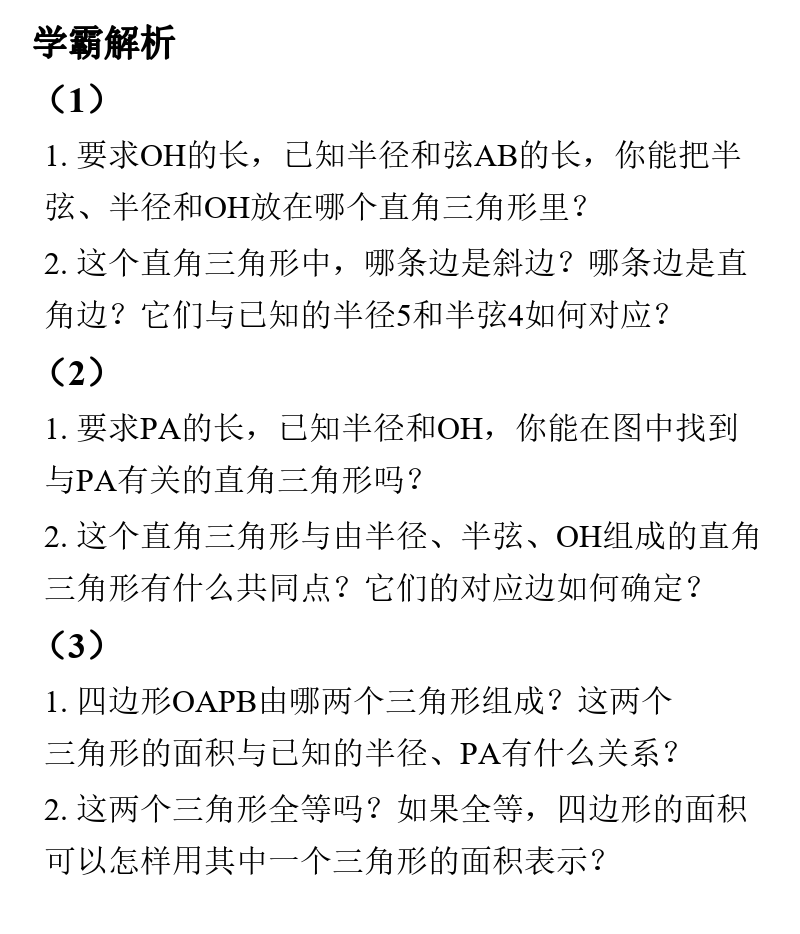 学霸解析
（1）
1. 要求OH的长，已知半径和弦AB的长，你能把半
弦、半径和OH放在哪个直角三角形里？
2. 这个直角三角形中，哪条边是斜边？哪条边是直
角边？它们与已知的半径5和半弦4如何对应？
（2）
1. 要求PA的长，已知半径和OH，你能在图中找到
与PA有关的直角三角形吗？
2. 这个直角三角形与由半径、半弦、OH组成的直角
三角形有什么共同点？它们的对应边如何确定？
（3）
1. 四边形OAPB由哪两个三角形组成？这两个
三角形的面积与已知的半径、PA有什么关系？
2. 这两个三角形全等吗？如果全等，四边形的面积
可以怎样用其中一个三角形的面积表示？